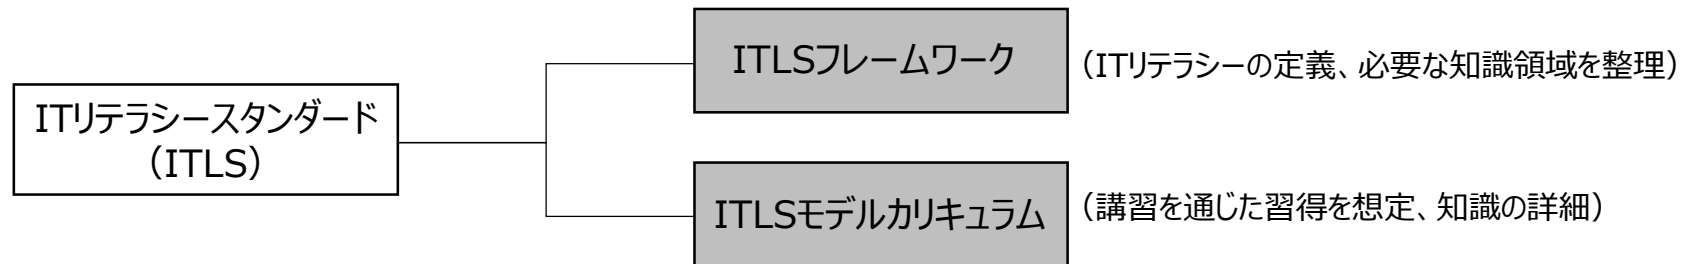 ITLSフレームワーク
（ITリテラシーの定義、必要な知識領域を整理）
ITリテラシースタンダード
（ITLS）
ITLSモデルカリキュラム
（講習を通じた習得を想定、知識の詳細）